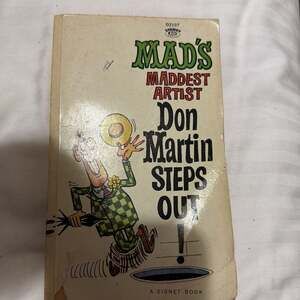 MAD'S
MADDEST
ARTIST
Don
Martin
STEPS
OUT!
A SIGNET BOOK